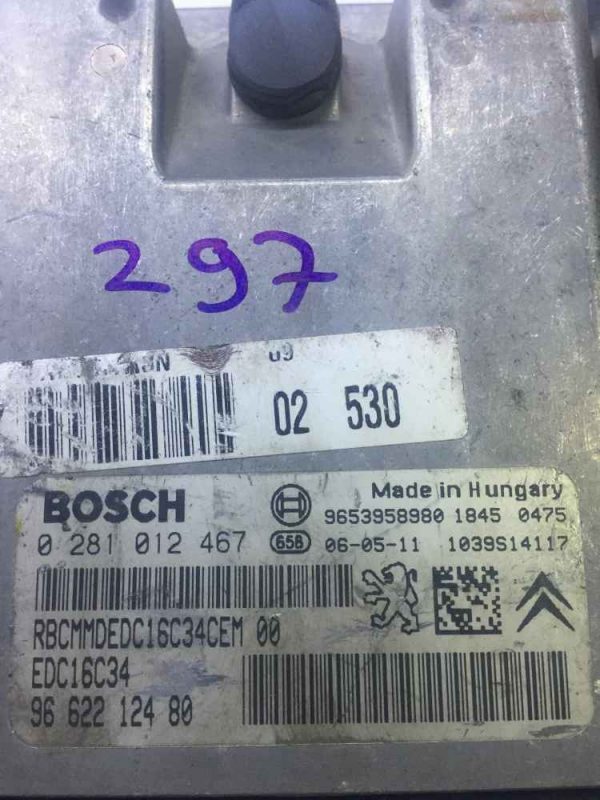 297
09
02 530
BOSCH
Made in Hungary
9653958980 1845 0475
0 281 012 467 658 06-05-11 1039S14117
RBCMMDEDC16C34CEM 00
EDC16C34
96 622 124 80